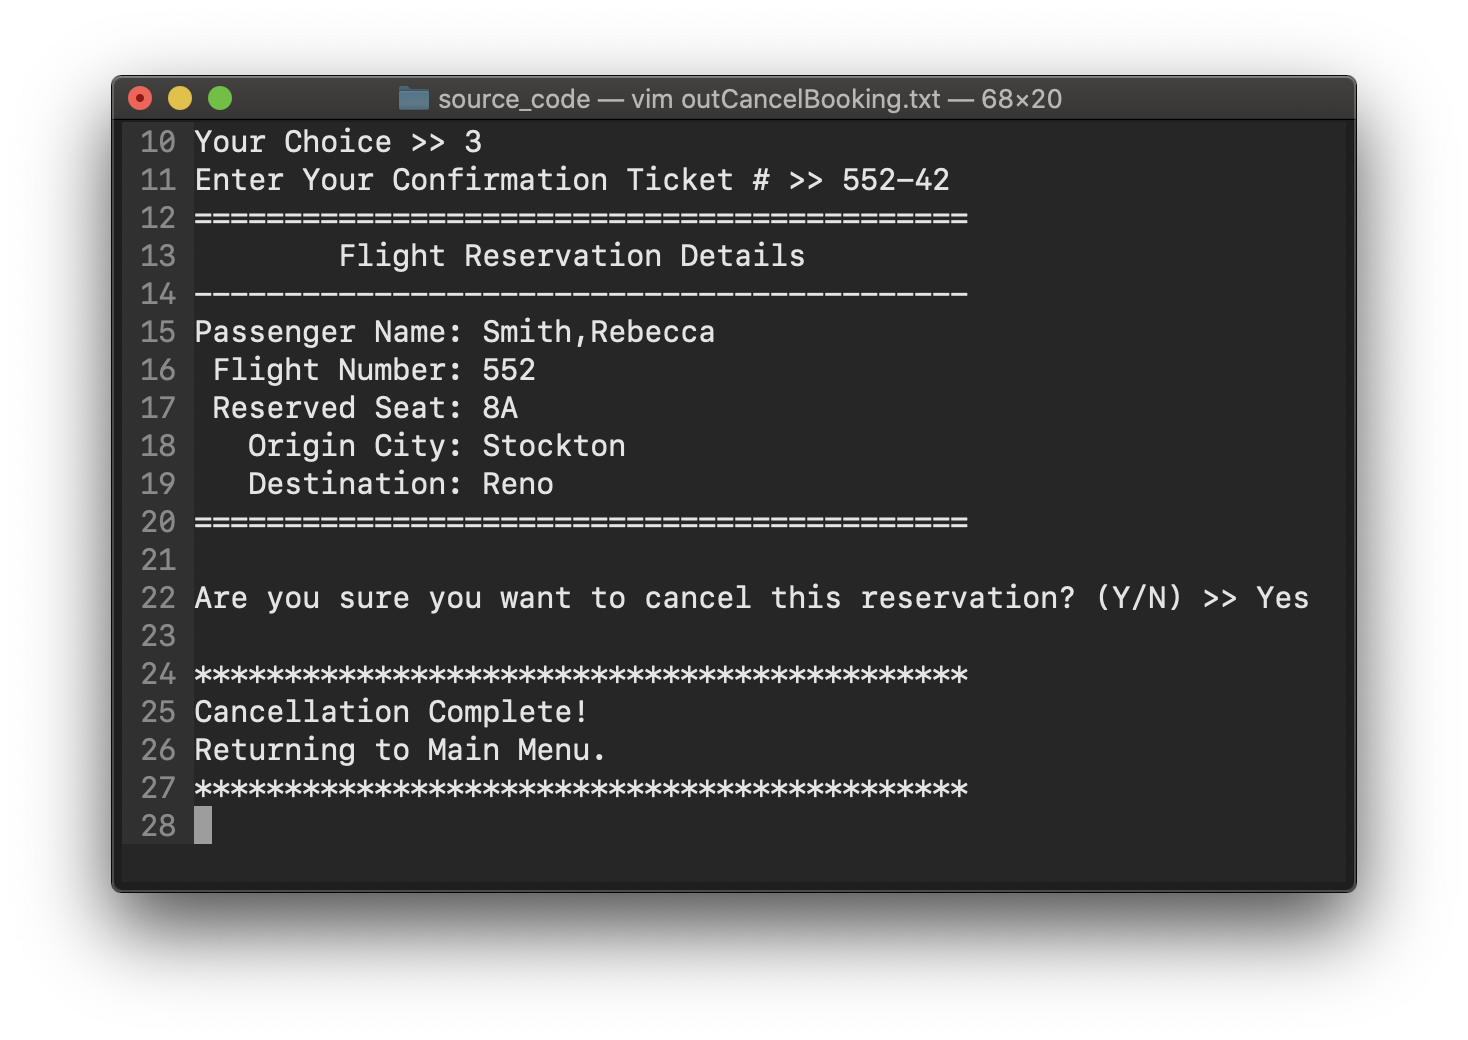 source_code — vim outCancelBooking.txt — 68×20
10 Your Choice >> 3
11 Enter Your Confirmation Ticket # >> 552-42
12 ===========================================
13         Flight Reservation Details
14 -------------------------------------------
15 Passenger Name: Smith,Rebecca
16  Flight Number: 552
17  Reserved Seat: 8A
18    Origin City: Stockton
19    Destination: Reno
20 ===========================================
21
22 Are you sure you want to cancel this reservation? (Y/N) >> Yes
23
24 *******************************************
25 Cancellation Complete!
26 Returning to Main Menu.
27 *******************************************
28